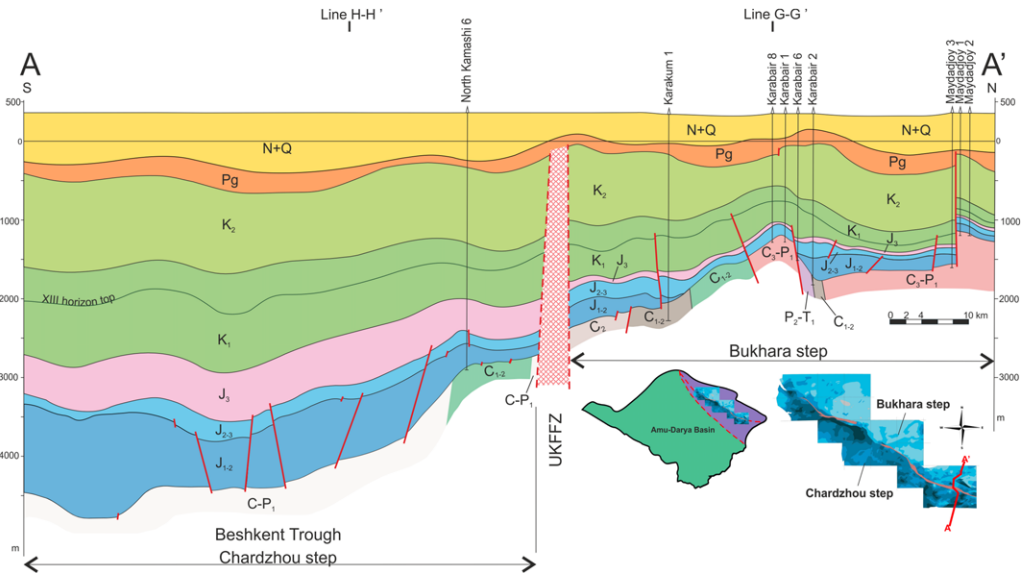 Line H-H '
Line G-G '
A
S
North Kamashi 6
Karakum 1
Karabair 8
Karabair 1
Karabair 6
Karabair 2
Maydadjoy 3
Maydadjoy 1
Maydadjoy 2
A'
N
500
500
0
0
N+Q
N+Q
N+Q
Pg
Pg
Pg
K2
K2
K2
1000
1000
K1
J3
K1
J3
C3-P1
J2-3
J1-2
C3-P1
J2-3
C1-2
J1-2
XIII horizon top
2000
2000
C1-2
C2
P2-T1
C1-2
0 2 4 10 km
K1
Bukhara step
3000
3000
J3
C1-2
C-P1
m
Bukhara step
J2-3
Amu-Darya Basin
UKFFZ
A'
4000
J1-2
Chardzhou step
C-P1
A
Beshkent Trough
m
Chardzhou step